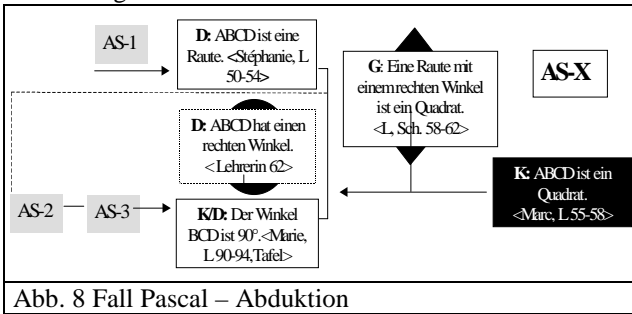 AS-1
D: ABCD ist eine
Raute. <Stéphanie, L
50-54>
G: Eine Raute mit
einem rechten Winkel
ist ein Quadrat.
<L, Sch. 58-62>
AS-X
D: ABCD hat einen
rechten Winkel.
<Lehrerin 62>
K: ABCD ist ein
Quadrat.
<Marc, L 55-58>
AS-2
AS-3
K/D: Der Winkel
BCD ist 90°.<Marie,
L 90-94,Tafel>
Abb. 8 Fall Pascal – Abduktion